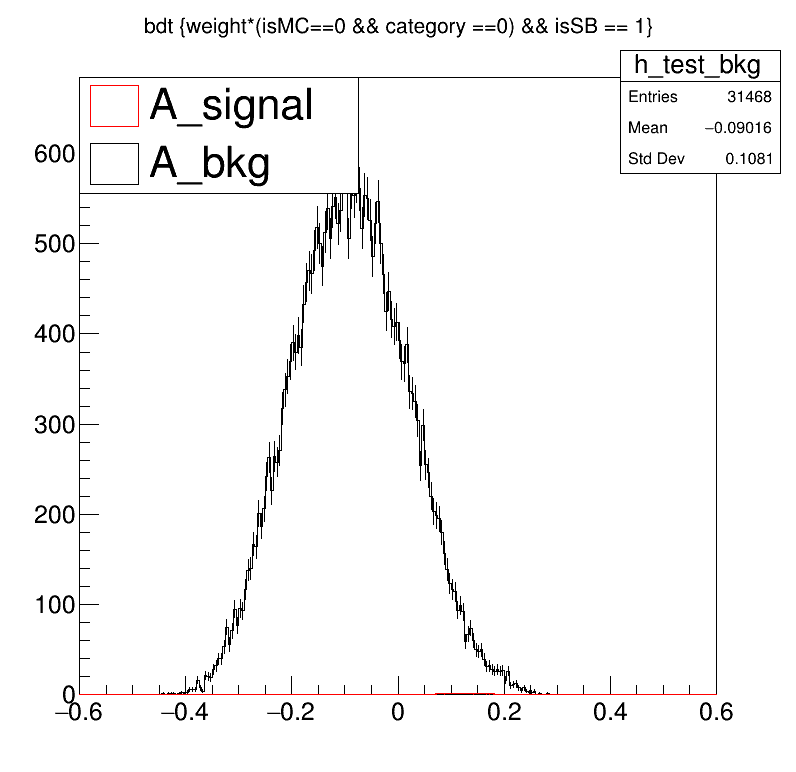 bdt {weight*(isMC==0 && category ==0) && isSB == 1}
h_test_bkg
Entries 31468
Mean −0.09016
Std Dev 0.1081
A_signal
A_bkg
600
500
400
300
200
100
0
−0.6 −0.4 −0.2 0 0.2 0.4 0.6